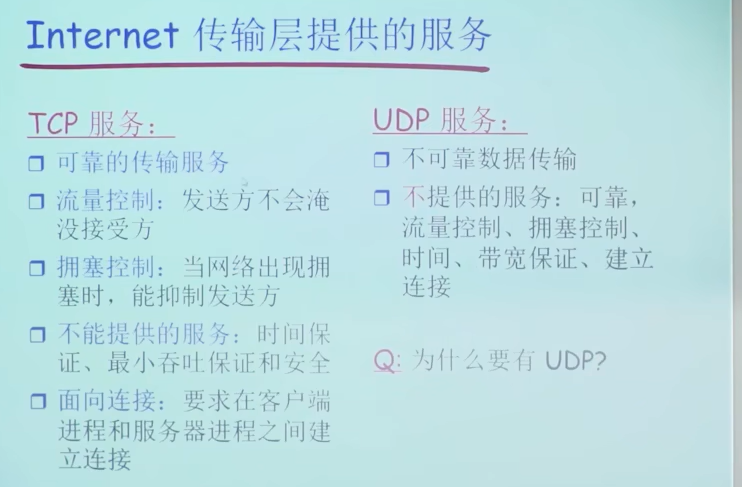 Internet 传输层提供的服务
TCP 服务：
可靠的传输服务
流量控制：发送方不会淹
没接受方
拥塞控制：当网络出现拥
塞时，能抑制发送方
不能提供的服务：时间保
证、最小吞吐保证和安全
面向连接：要求在客户端
进程和服务器进程之间建
立连接
UDP 服务：
不可靠数据传输
不提供的服务：可靠，
流量控制、拥塞控制、
时间、带宽保证、建立
连接
Q: 为什么要有 UDP?